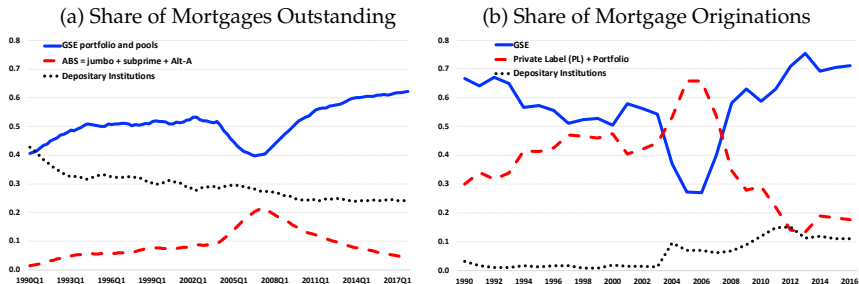 (a) Share of Mortgages Outstanding
0.8
0.7
0.6
0.5
0.4
0.3
0.2
0.1
0.0
GSE portfolio and pools
ABS = jumbo + subprime + Alt-A
Depositary Institutions
1990Q1 1993Q1 1996Q1 1999Q1 2002Q1 2005Q1 2008Q1 2011Q1 2014Q1 2017Q1
(b) Share of Mortgage Originations
0.8
0.7
0.6
0.5
0.4
0.3
0.2
0.1
0.0
GSE
Private Label (PL) + Portfolio
Depositary Institutions
1990 1992 1994 1996 1998 2000 2002 2004 2006 2008 2010 2012 2014 2016